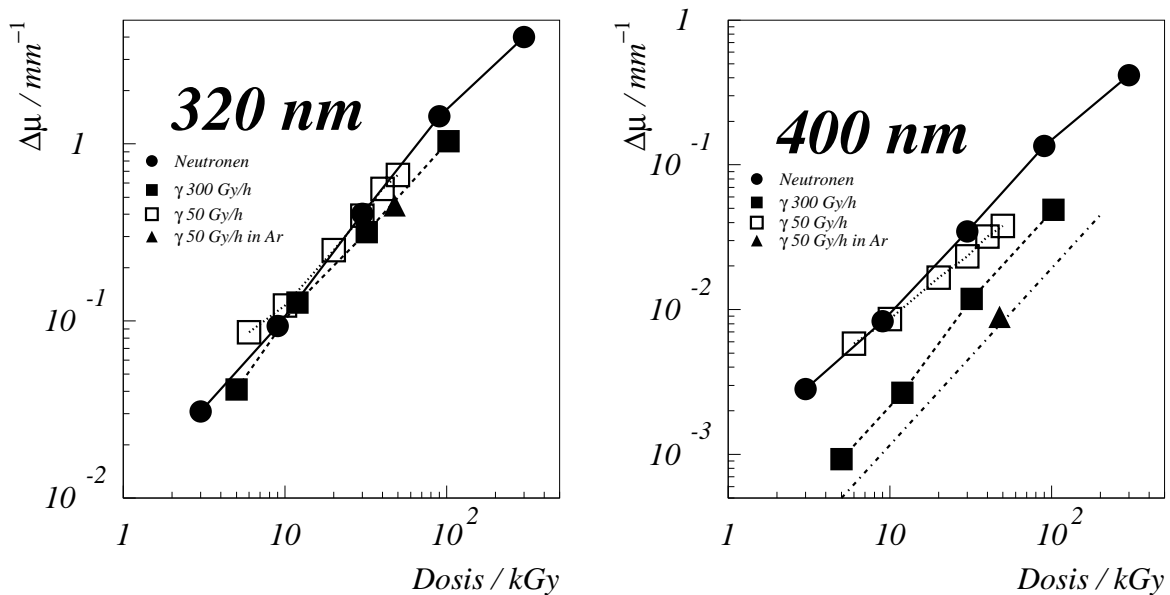 Δμ / mm⁻¹
320 nm
Neutronen
γ 300 Gy/h
γ 50 Gy/h
γ 50 Gy/h in Ar
1
10⁻¹
10⁻²
1
10
10²
Dosis / kGy
Δμ / mm⁻¹
400 nm
Neutronen
γ 300 Gy/h
γ 50 Gy/h
γ 50 Gy/h in Ar
1
10⁻¹
10⁻²
10⁻³
1
10
10²
Dosis / kGy